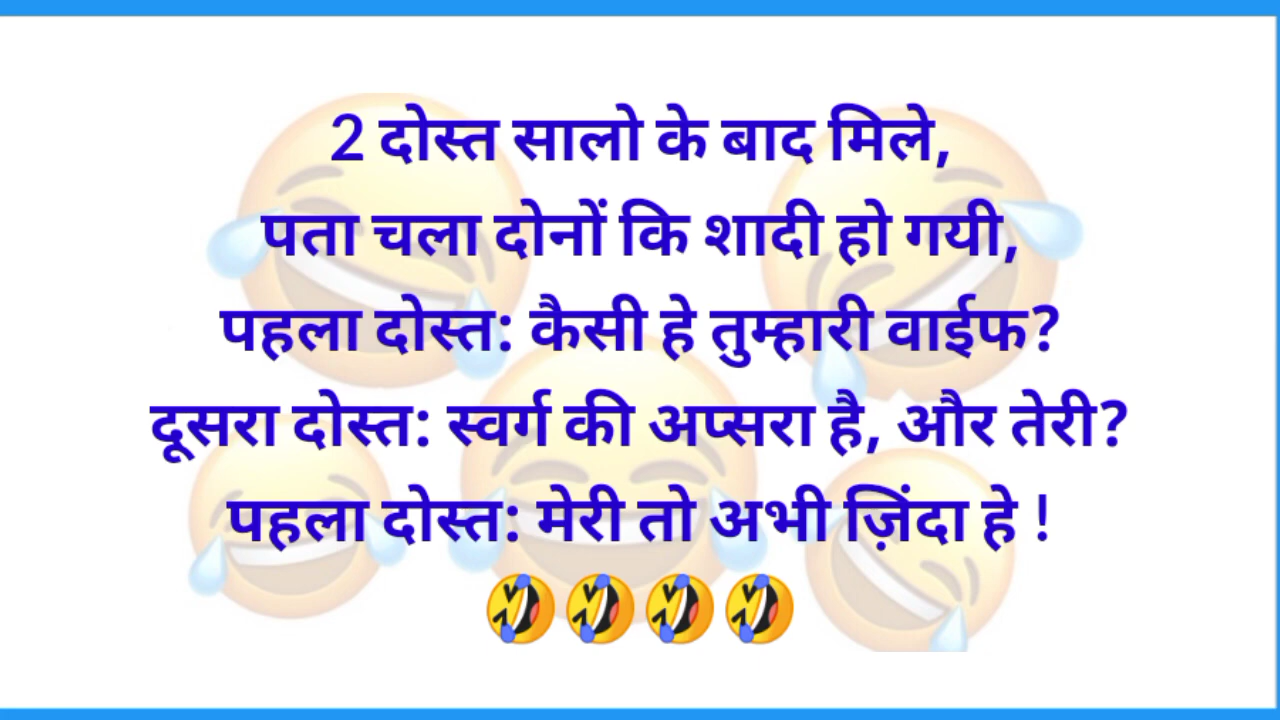 2 दोस्त सालो के बाद मिले,
पता चला दोनों कि शादी हो गयी,
पहला दोस्त: कैसी हे तुम्हारी वाईफ?
दूसरा दोस्त: स्वर्ग की अप्सरा है, और तेरी?
पहला दोस्त: मेरी तो अभी ज़िंदा हे !
🤣🤣🤣🤣